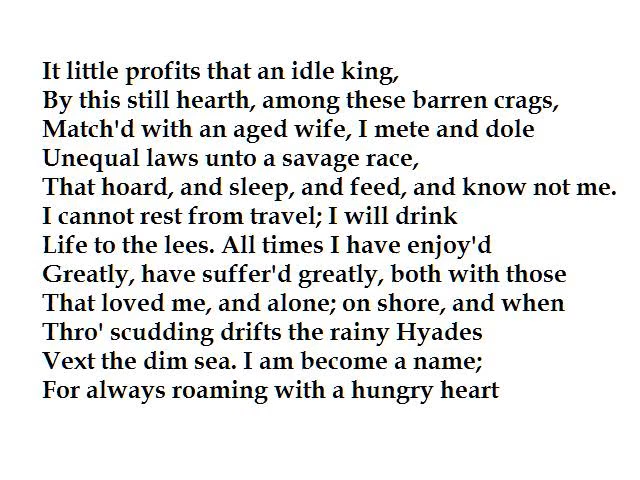 It little profits that an idle king,
By this still hearth, among these barren crags,
Match'd with an aged wife, I mete and dole
Unequal laws unto a savage race,
That hoard, and sleep, and feed, and know not me.
I cannot rest from travel; I will drink
Life to the lees. All times I have enjoy'd
Greatly, have suffer'd greatly, both with those
That loved me, and alone; on shore, and when
Thro' scudding drifts the rainy Hyades
Vext the dim sea. I am become a name;
For always roaming with a hungry heart